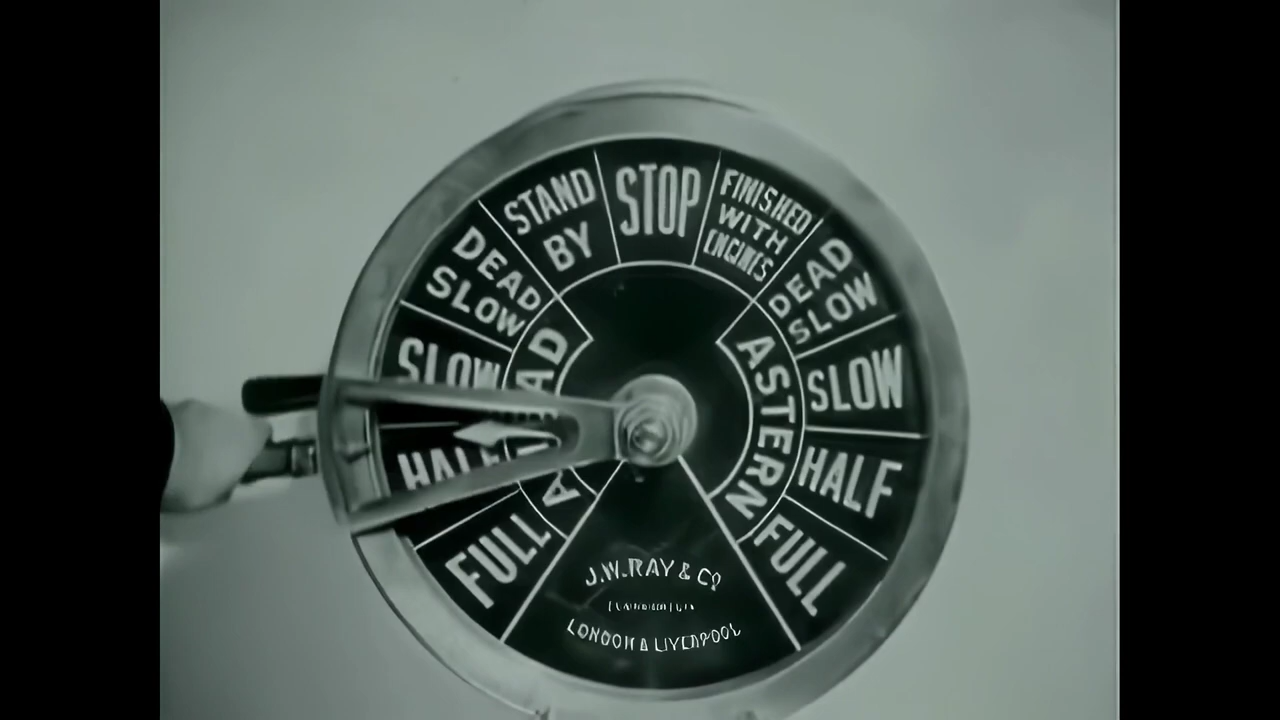 STOP
STAND
BY
FINISHED
WITH
ENGINES
DEAD
SLOW
DEAD
SLOW
SLOW
SLOW
HALF
HALF
FULL
FULL
ASTERN
J.W.RAY & CO
LONDON & LIVERPOOL